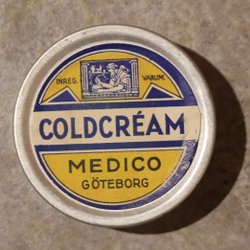 INREG. VARUM.
COLDCRÉAM
MEDICO
GÖTEBORG